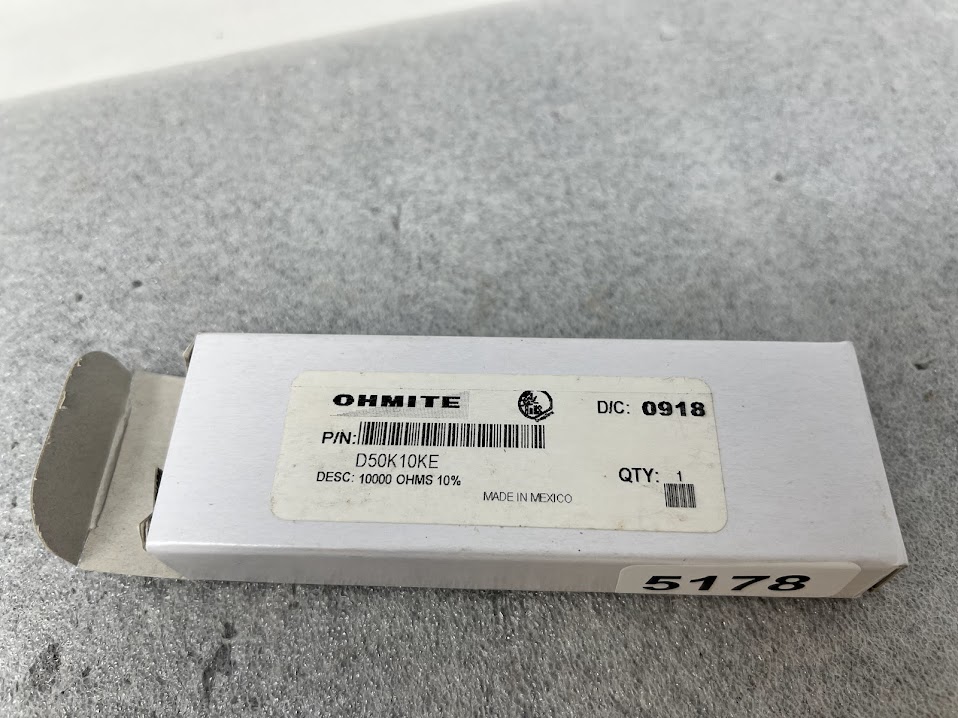 OHMITE
D/C: 0918
P/N:
D50K10KE
DESC: 10000 OHMS 10%
QTY: 1
MADE IN MEXICO
5178